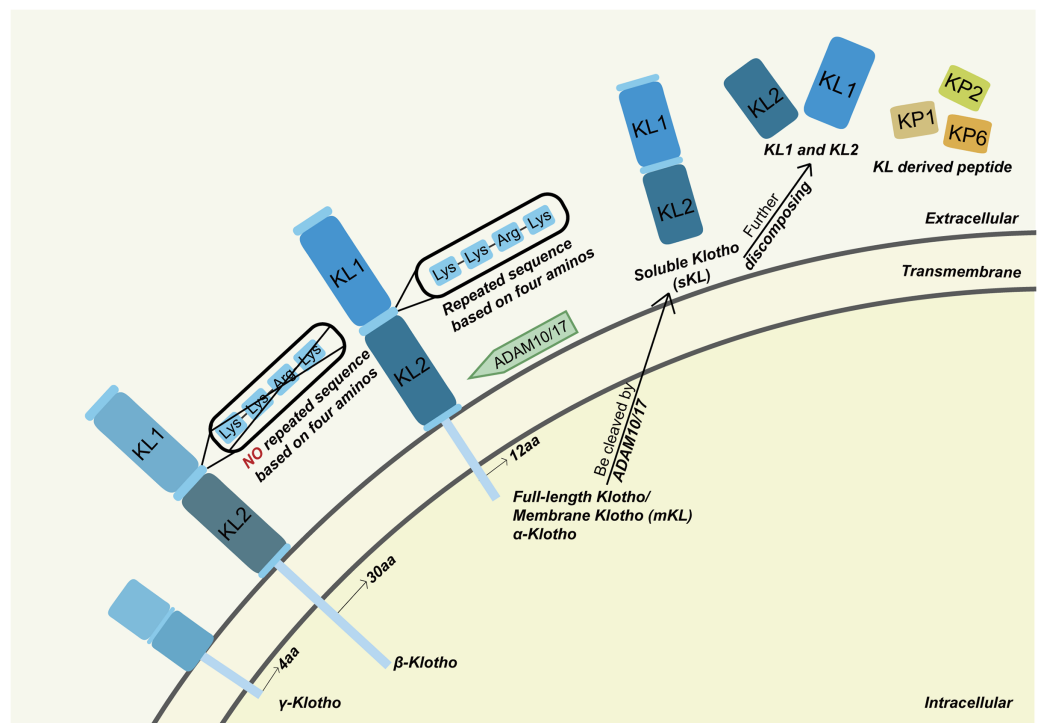 KL2
KL1
KL1 and KL2
KP2
KP1
KP6
KL derived peptide
KL1
KL2
Soluble Klotho
(sKL)
Further
discomposing
Extracellular
Transmembrane
KL1
KL2
Lys
Lys
Arg
Lys
Repeated sequence
based on four aminos
ADAM10/17
12aa
Be cleaved by
ADAM10/17
Full-length Klotho/
Membrane Klotho (mKL)
α-Klotho
KL1
KL2
Lys
Lys
Arg
Lys
NO repeated sequence
based on four aminos
30aa
β-Klotho
4aa
γ-Klotho
Intracellular